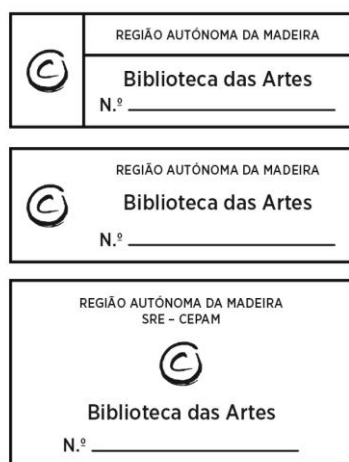 REGIÃO AUTÓNOMA DA MADEIRA
C
Biblioteca das Artes
N.º
REGIÃO AUTÓNOMA DA MADEIRA
C
Biblioteca das Artes
N.º
REGIÃO AUTÓNOMA DA MADEIRA
SRE – CEPAM
C
Biblioteca das Artes
N.º